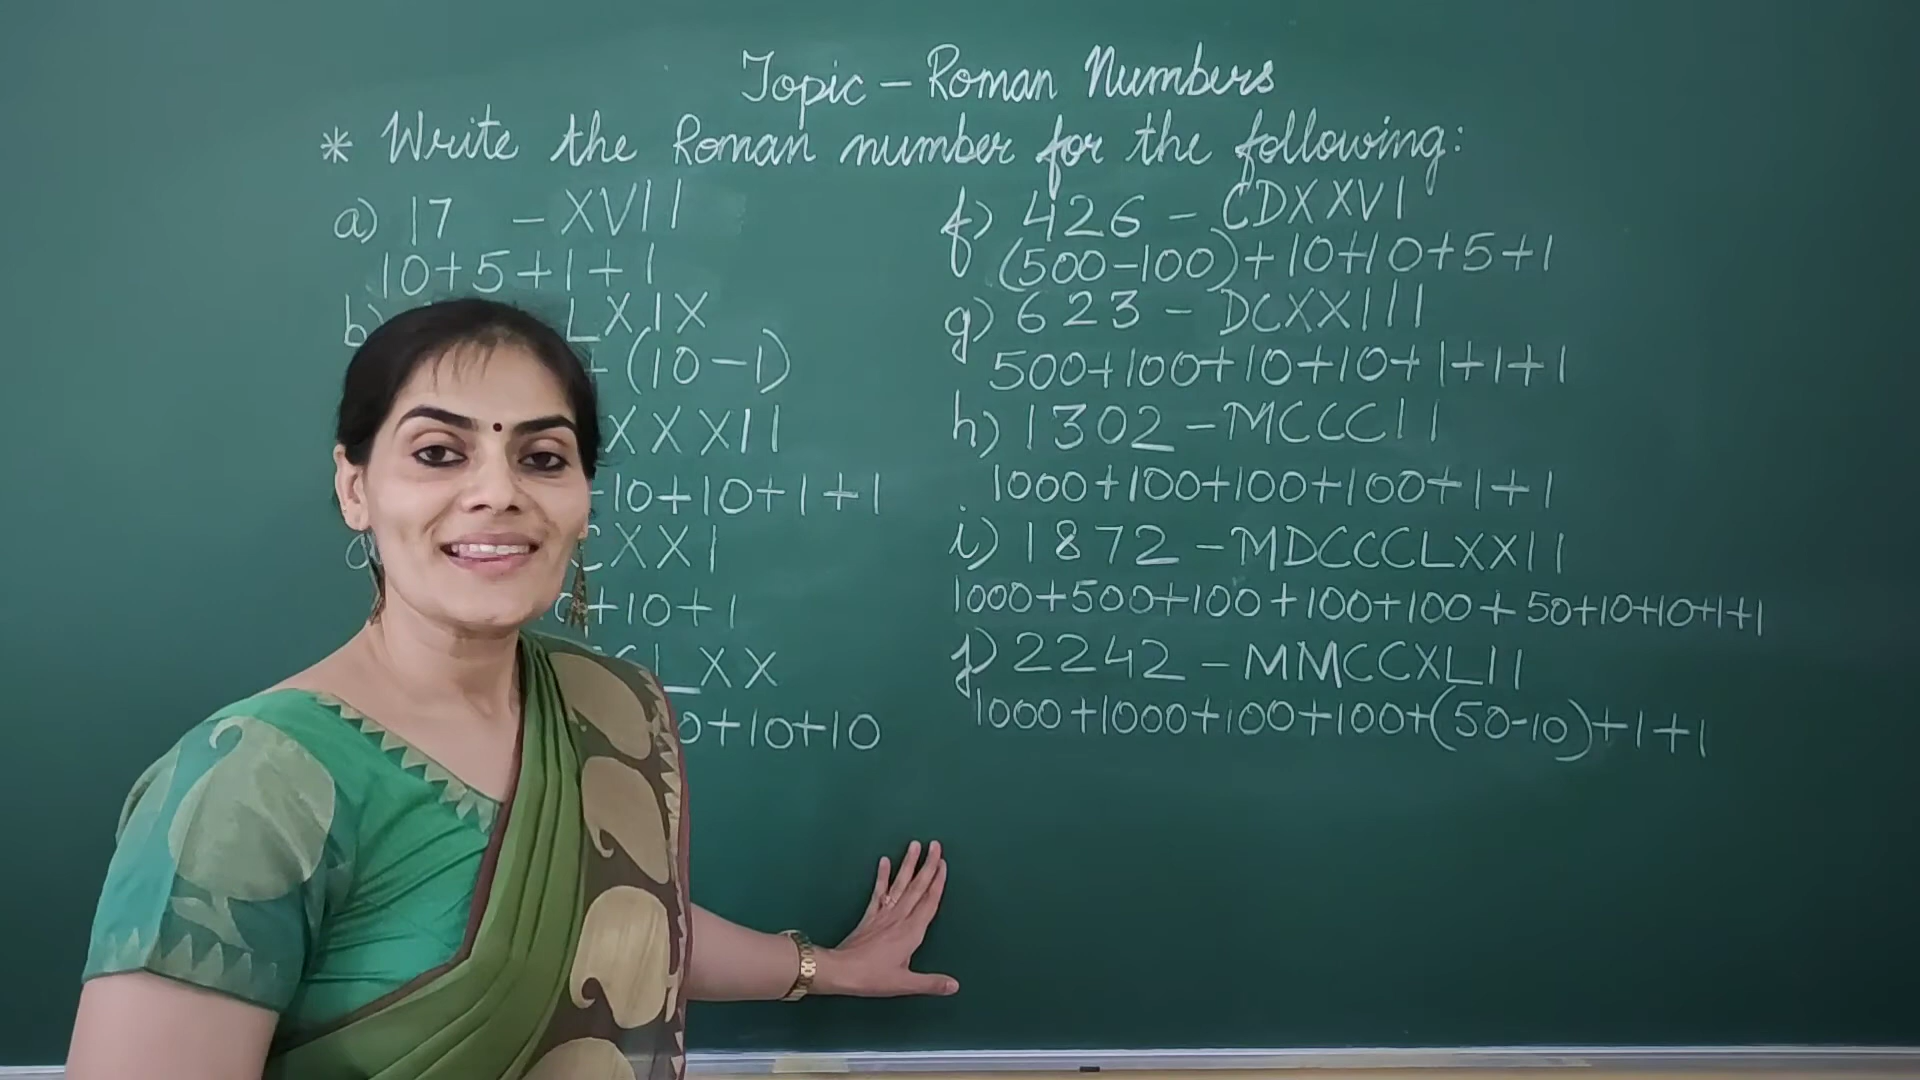 Topic - Roman Numbers
* Write the Roman number for the following:
a) 17 - XVII
10+5+1+1
b) LXIX
+ (10-1)
XXXII
10+10+1+1
CXXI
+10+1
CLXX
0+10+10
f) 426 - CDXXVI
(500-100)+10+10+5+1
g) 623 - DCXXIII
500+100+10+10+1+1+1
h) 1302 - MCCCII
1000+100+100+100+1+1
i) 1872 - MDCCCLXXII
1000+500+100+100+100+50+10+10+1+1
j) 2242 - MMCCXLII
1000+1000+100+100+(50-10)+1+1